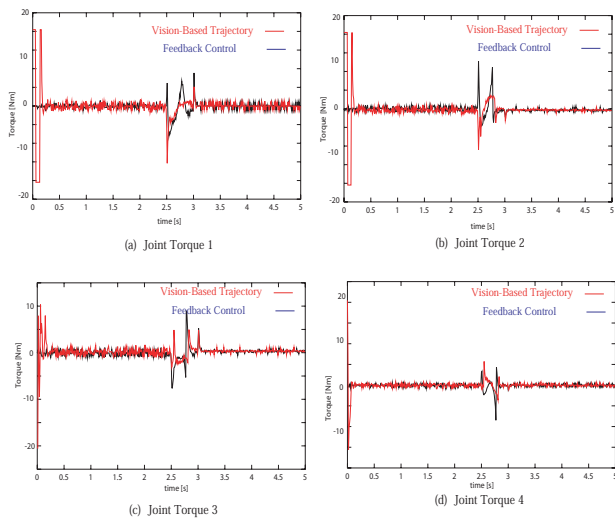 20
10
0
-10
-20
Torque [Nm]
Vision-Based Trajectory
Feedback Control
0 0.5 1 1.5 2 2.5 3 3.5 4 4.5 5
time [s]
(a) Joint Torque 1
20
10
0
-10
-20
Torque [Nm]
Vision-Based Trajectory
Feedback Control
0 0.5 1 1.5 2 2.5 3 3.5 4 4.5 5
time [s]
(b) Joint Torque 2
10
0
-10
-20
Torque [Nm]
Vision-Based Trajectory
Feedback Control
0 0.5 1 1.5 2 2.5 3 3.5 4 4.5 5
time [s]
(c) Joint Torque 3
20
10
0
-10
20
Torque [Nm]
Vision-Based Trajectory
Feedback Control
0 0.5 1 1.5 2 2.5 3 3.5 4 4.5 5
time [s]
(d) Joint Torque 4